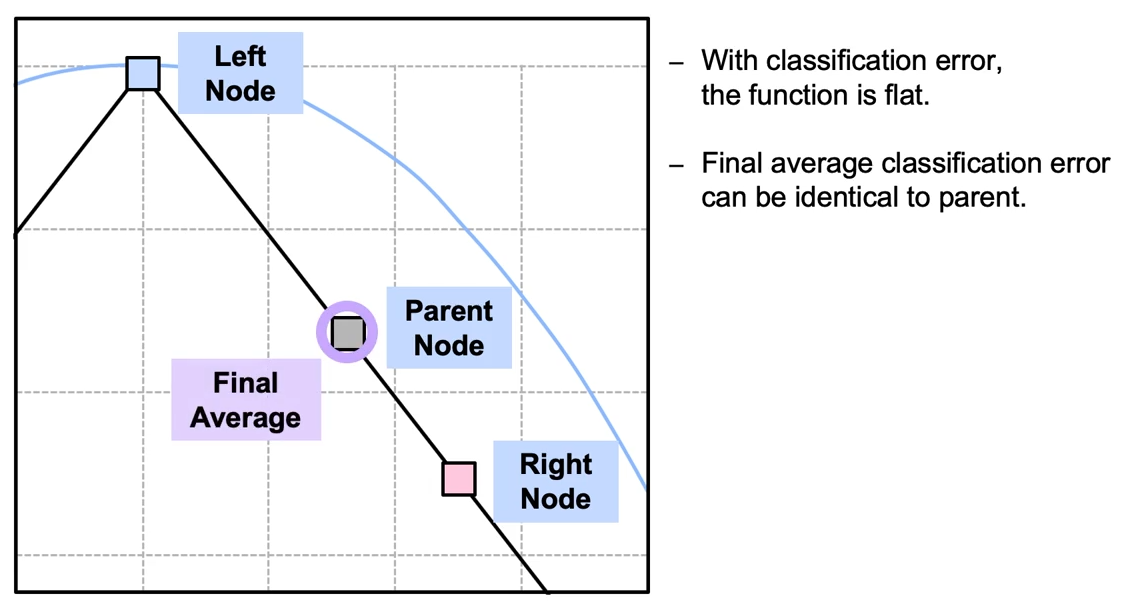 Left
Node
Parent
Node
Final
Average
Right
Node
– With classification error,
the function is flat.
– Final average classification error
can be identical to parent.